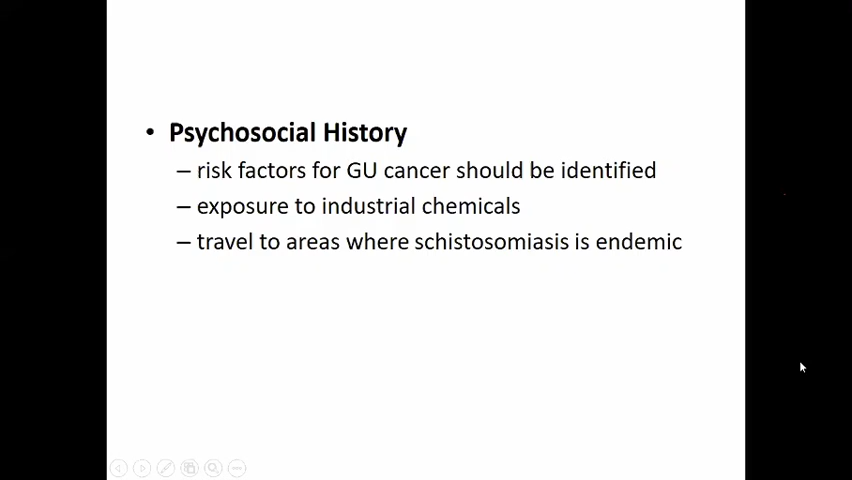 • Psychosocial History
– risk factors for GU cancer should be identified
– exposure to industrial chemicals
– travel to areas where schistosomiasis is endemic